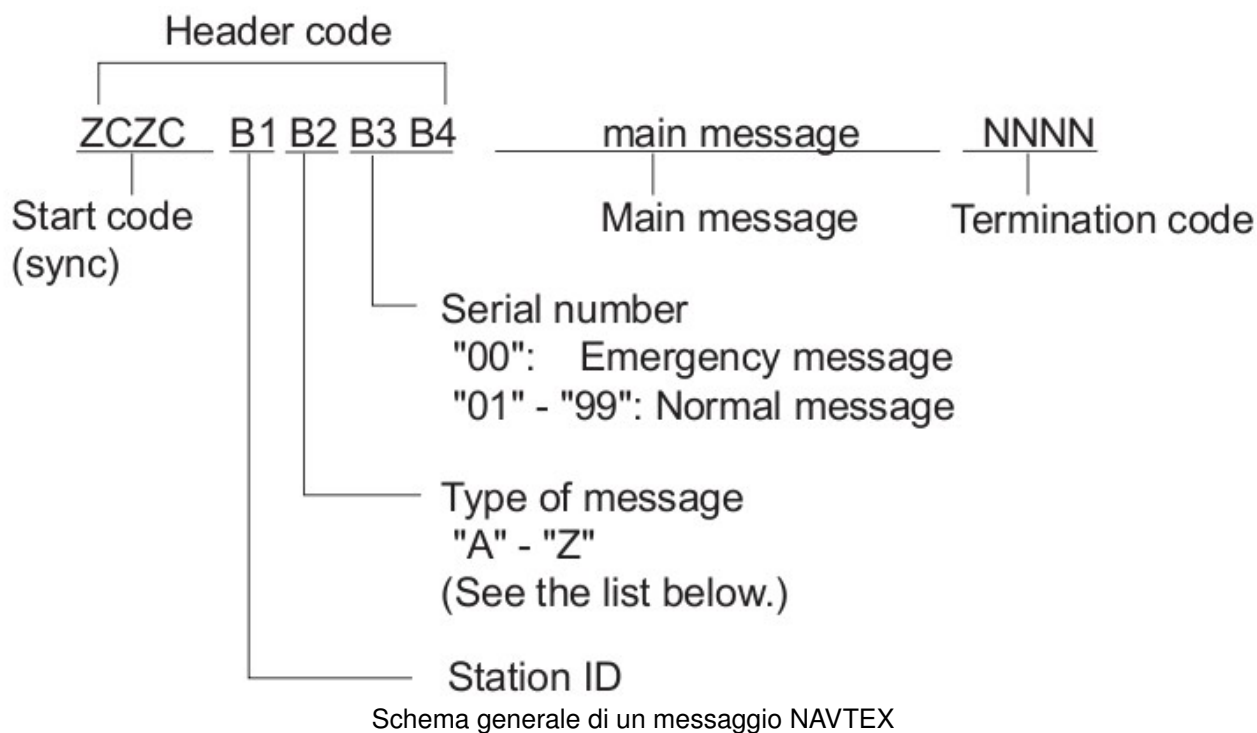 Header code
ZCZC B1 B2 B3 B4 main message NNNN
Start code
(sync)
Main message
Termination code
Serial number
"00": Emergency message
"01" - "99": Normal message
Type of message
"A" - "Z"
(See the list below.)
Station ID
Schema generale di un messaggio NAVTEX